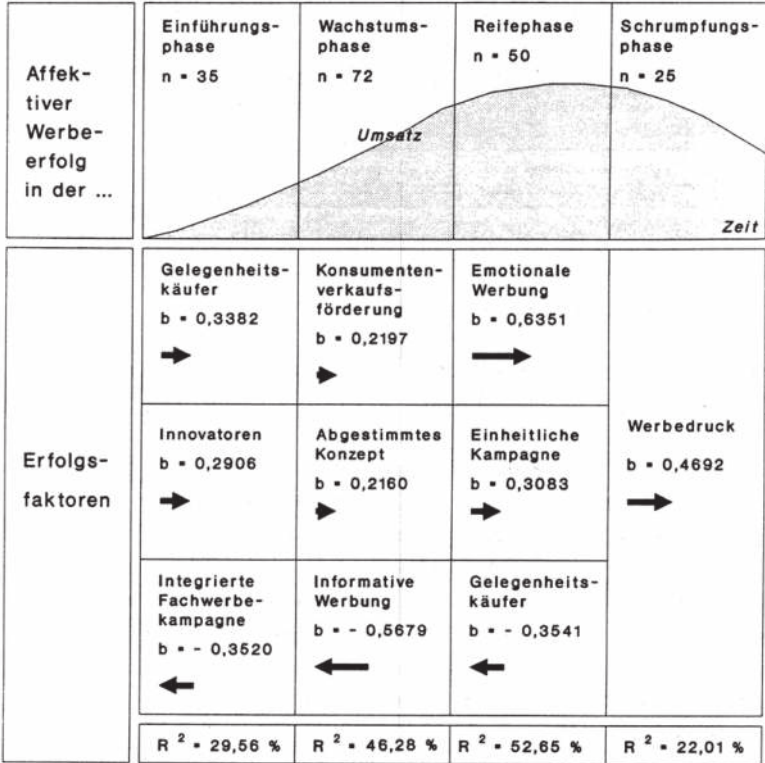 Affek-
tiver
Werbe-
erfolg
in der ...
Einführungs-
phase
n = 35
Wachstums-
phase
n = 72
Reifephase
n = 50
Schrumpfungs-
phase
n = 25
Umsatz
Zeit
Erfolgs-
faktoren
Gelegenheits-
käufer
b = 0,3382
Konsumenten-
verkaufs-
förderung
b = 0,2197
Emotionale
Werbung
b = 0,6351
Innovatoren
b = 0,2906
Abgestimmtes
Konzept
b = 0,2160
Einheitliche
Kampagne
b = 0,3083
Werbedruck
b = 0,4692
Integrierte
Fachwerbe-
kampagne
b = - 0,3520
Informative
Werbung
b = - 0,5679
Gelegenheits-
käufer
b = - 0,3541
R 2 = 29,56 %
R 2 = 46,28 %
R 2 = 52,65 %
R 2 = 22,01 %